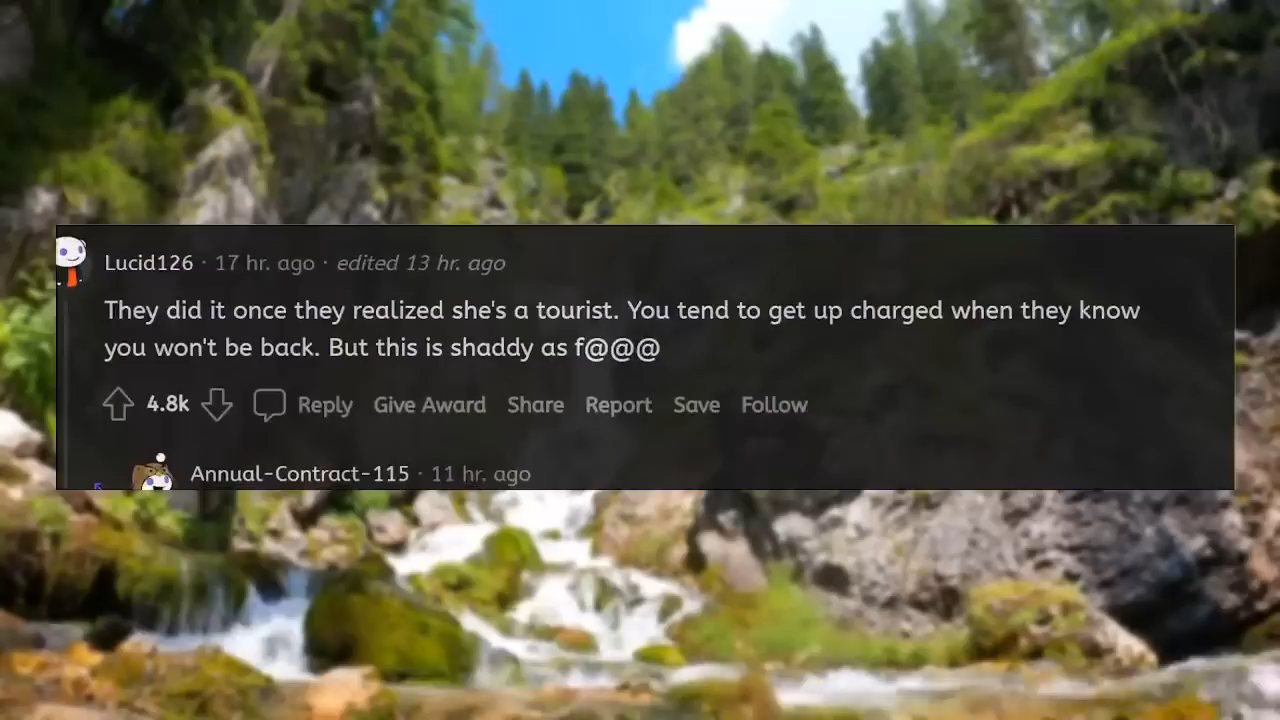 Lucid126 · 17 hr. ago · edited 13 hr. ago
They did it once they realized she's a tourist. You tend to get up charged when they know
you won't be back. But this is shaddy as f@@@
4.8k Reply Give Award Share Report Save Follow
Annual-Contract-115 · 11 hr. ago